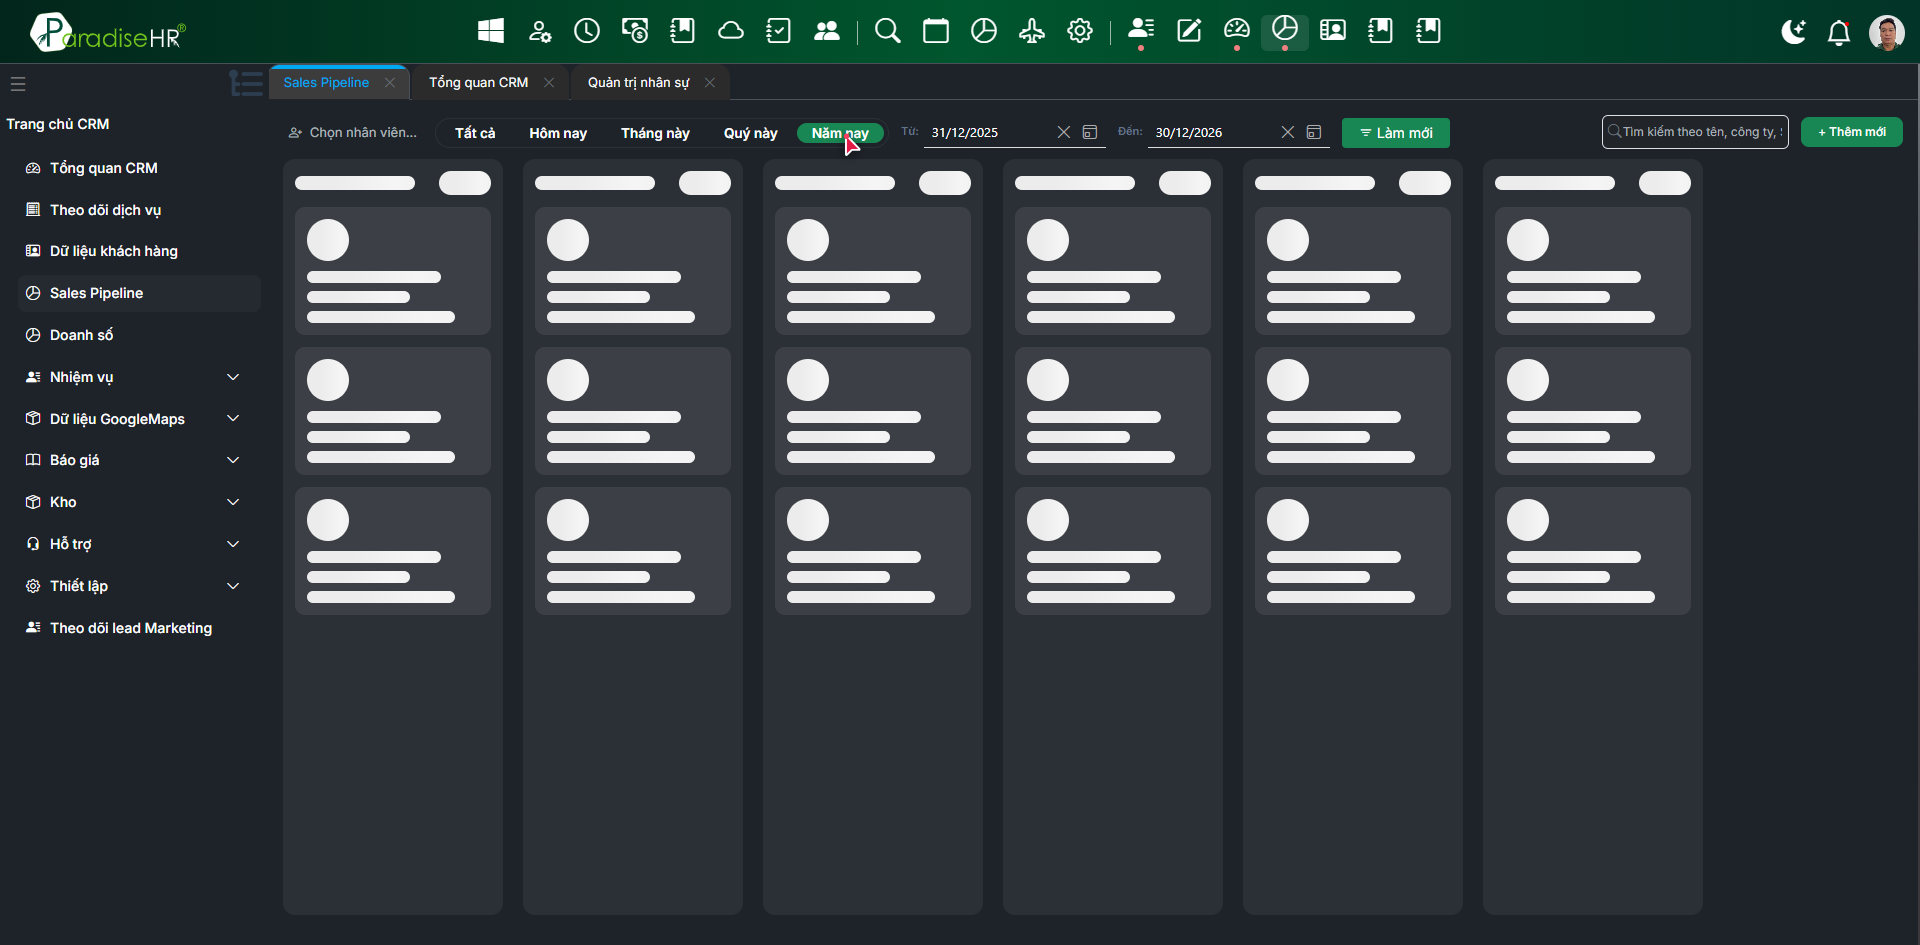 ParadiseHR®
Sales Pipeline
Tổng quan CRM
Quản trị nhân sự
Trang chủ CRM
Tổng quan CRM
Theo dõi dịch vụ
Dữ liệu khách hàng
Sales Pipeline
Doanh số
Nhiệm vụ
Dữ liệu GoogleMaps
Báo giá
Kho
Hỗ trợ
Thiết lập
Theo dõi lead Marketing
Chọn nhân viên...
Tất cả
Hôm nay
Tháng này
Quý này
Năm nay
Từ:
31/12/2025
Đến:
30/12/2026
Làm mới
Tìm kiếm theo tên, công ty,
+ Thêm mới